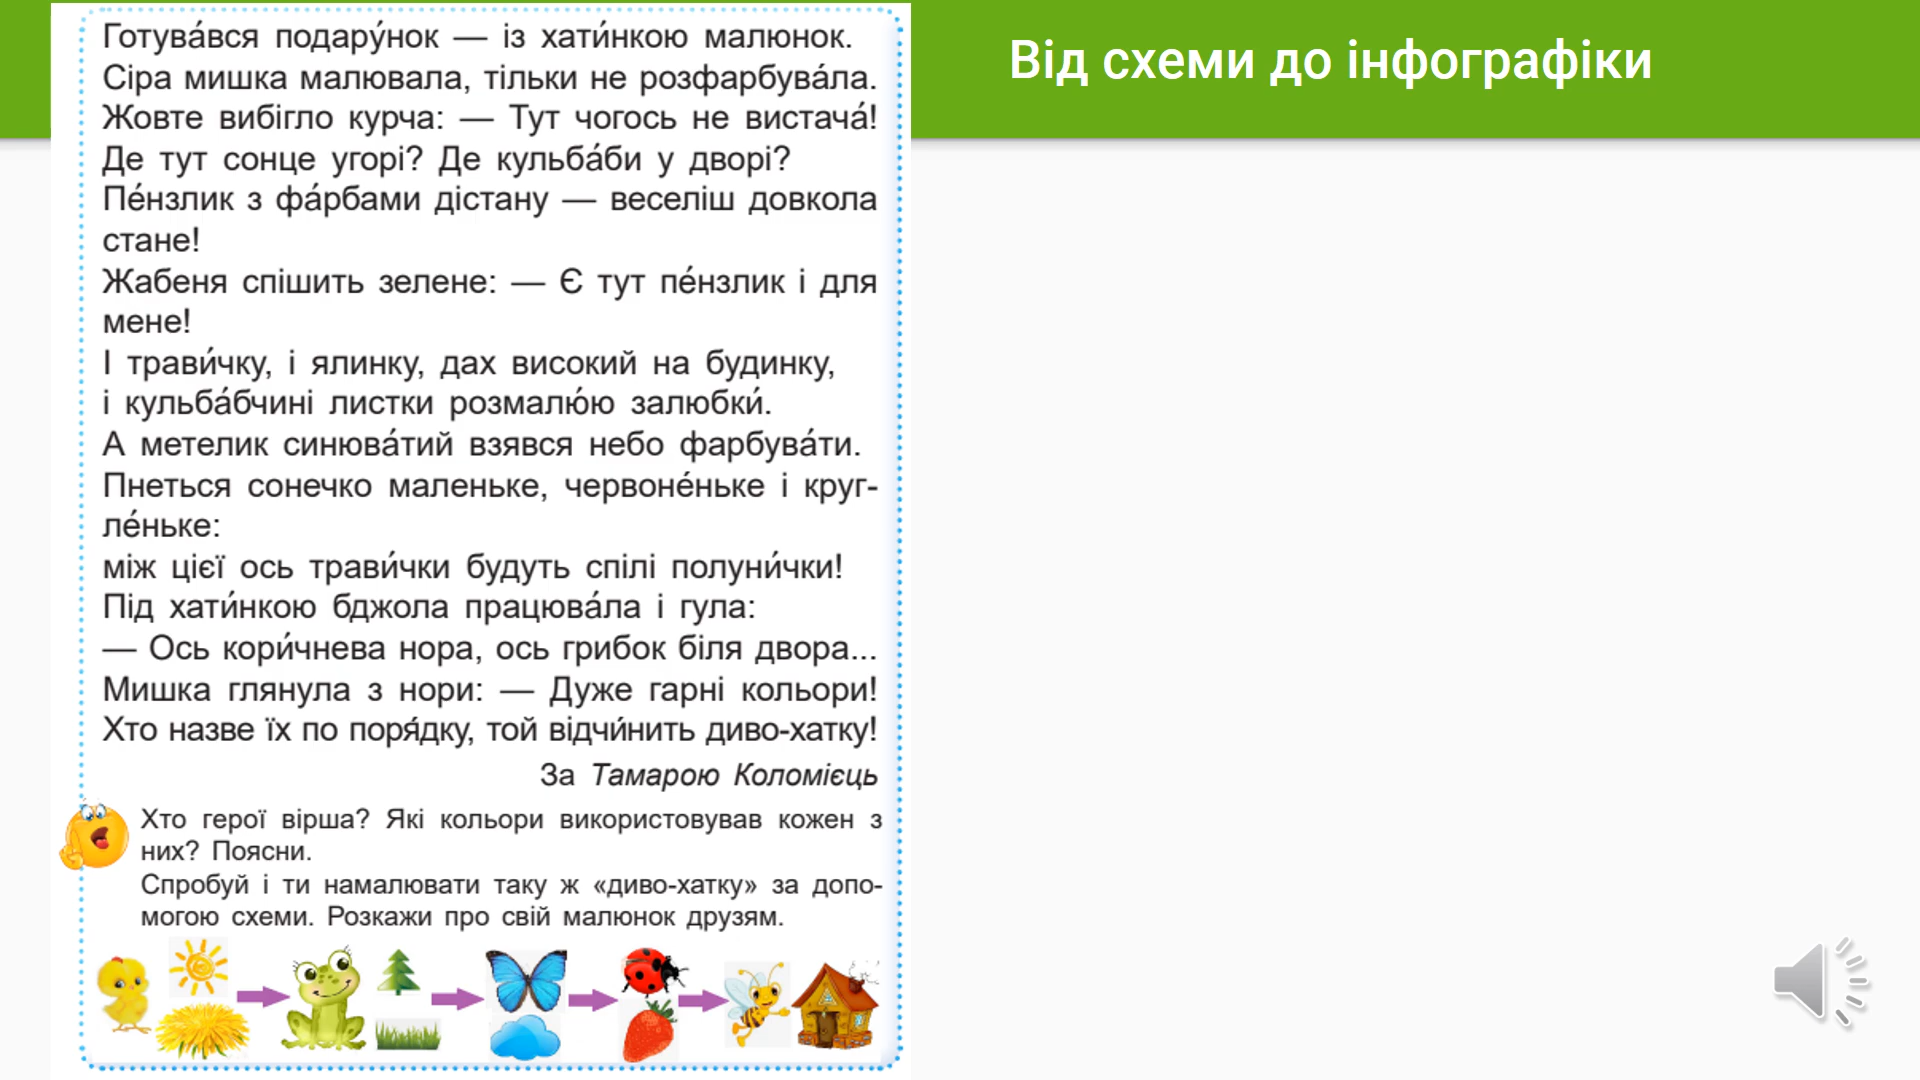 Готува́вся подару́нок — із хати́нкою малюнок.
Сіра мишка малювала, тільки не розфарбува́ла.
Жовте вибігло курча: — Тут чогось не вистача́!
Де тут сонце угорі? Де кульба́би у дворі?
Пе́нзлик з фа́рбами дістану — веселіш довкола
стане!
Жабеня спішить зелене: — Є тут пе́нзлик і для
мене!
І трави́чку, і ялинку, дах високий на будинку,
і кульба́бчині листки розмалю́ю залюбки́.
А метелик синюва́тий взявся небо фарбува́ти.
Пнеться сонечко маленьке, червоне́ньке і круг-
ле́ньке:
між цієї ось трави́чки будуть спілі полуни́чки!
Під хати́нкою бджола працюва́ла і гула:
— Ось кори́чнева нора, ось грибок біля двора...
Мишка глянула з нори: — Дуже гарні кольори!
Хто назве їх по поря́дку, той відчи́нить диво-хатку!
За Тамарою Коломієць
Хто герої вірша? Які кольори використовував кожен з
них? Поясни.
Спробуй і ти намалювати таку ж «диво-хатку» за допо-
могою схеми. Розкажи про свій малюнок друзям.
Від схеми до інфографіки